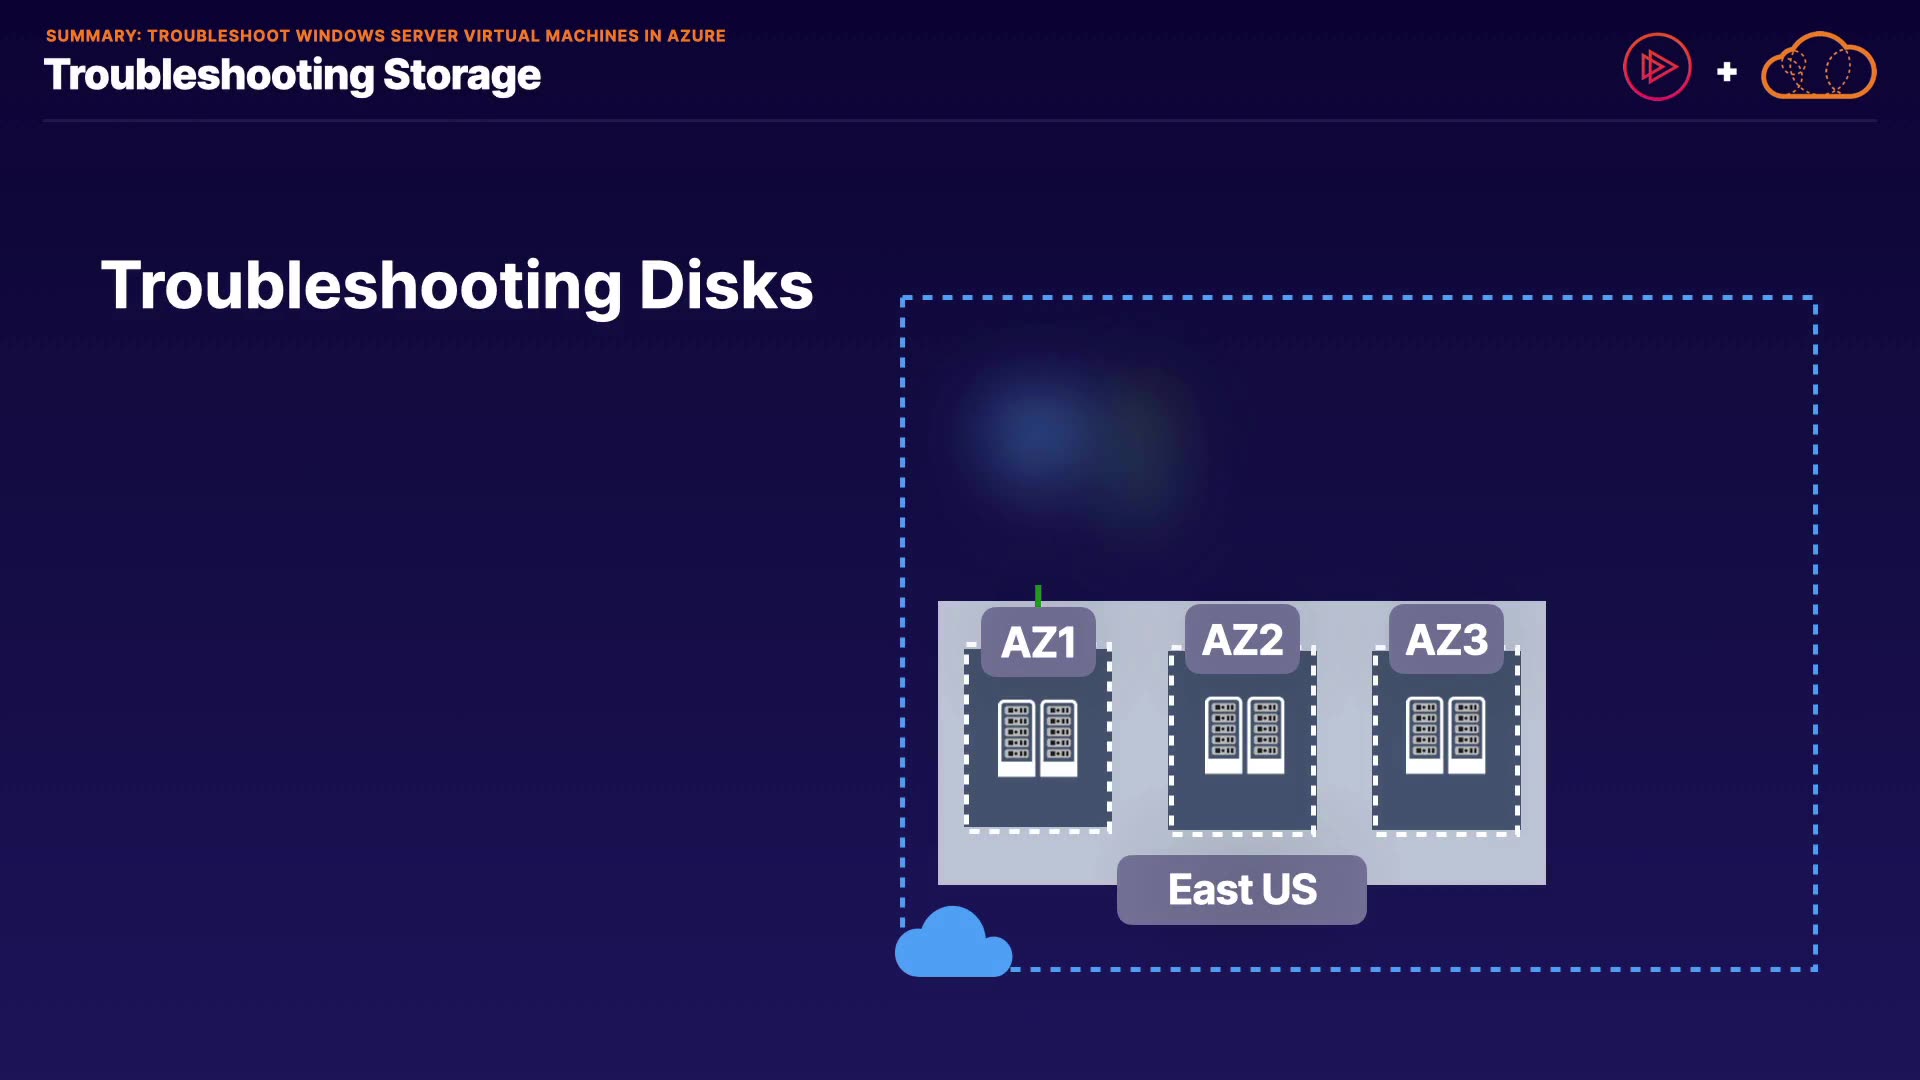 SUMMARY: TROUBLESHOOT WINDOWS SERVER VIRTUAL MACHINES IN AZURE
Troubleshooting Storage
Troubleshooting Disks
AZ1
AZ2
AZ3
East US